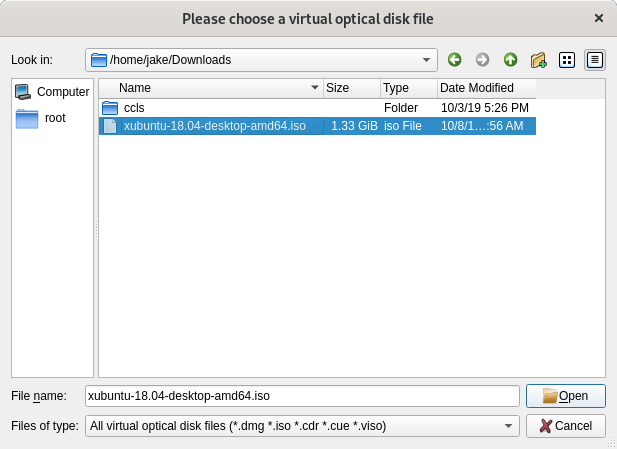 Please choose a virtual optical disk file
Look in: /home/jake/Downloads
Computer
root
Name Size Type Date Modified
ccls Folder 10/3/19 5:26 PM
xubuntu-18.04-desktop-amd64.iso 1.33 GiB iso File 10/8/1...:56 AM
File name: xubuntu-18.04-desktop-amd64.iso Open
Files of type: All virtual optical disk files (*.dmg *.iso *.cdr *.cue *.viso) Cancel